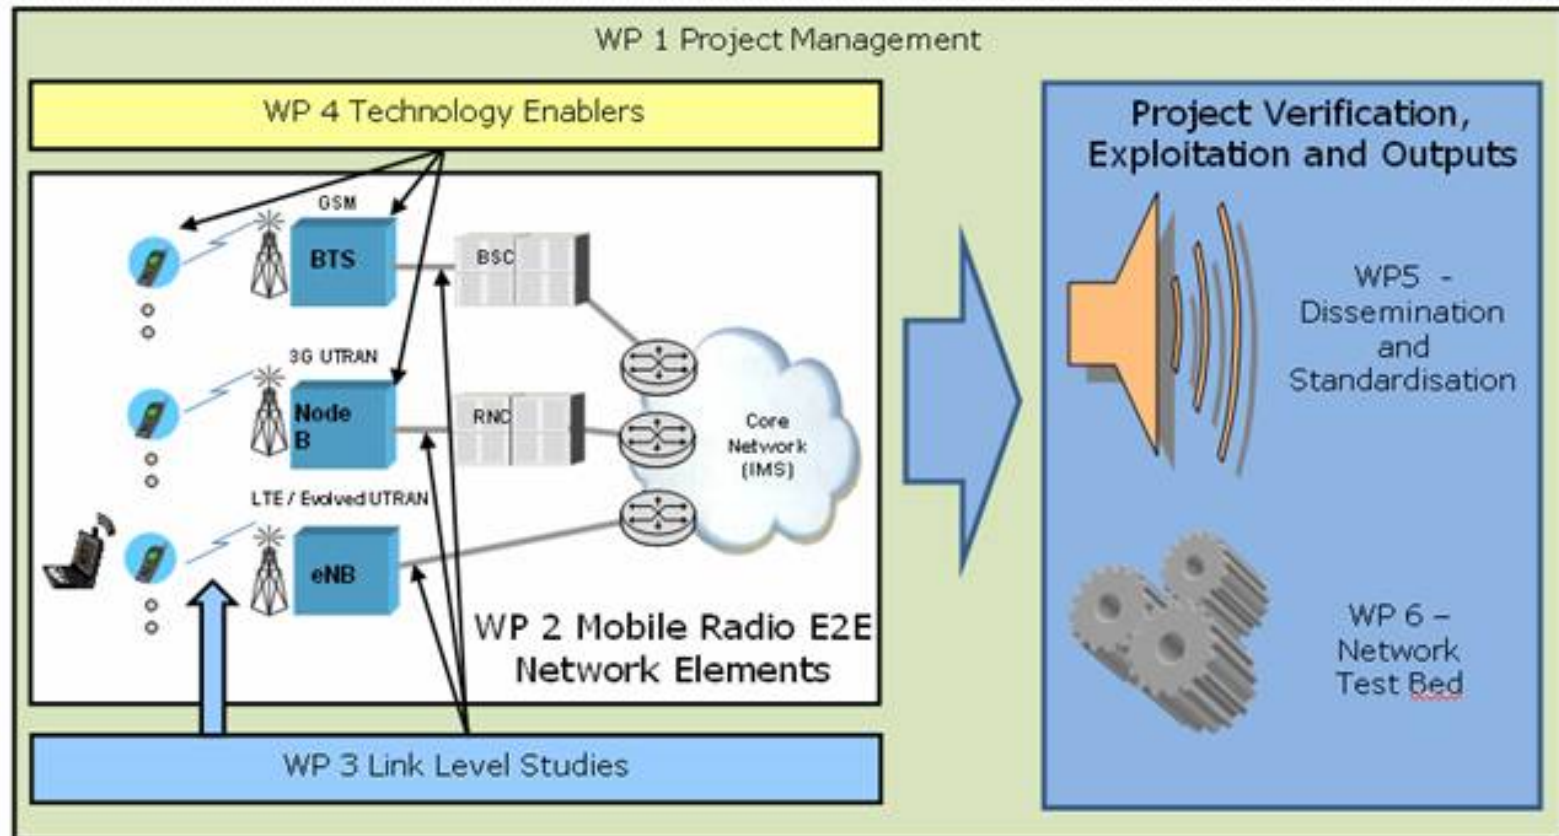 WP 1 Project Management
WP 4 Technology Enablers
GSM
BTS
BSC
3G UTRAN
Node
B
RNC
Core
Network
(IMS)
LTE / Evolved UTRAN
eNB
WP 2 Mobile Radio E2E
Network Elements
WP 3 Link Level Studies
Project Verification,
Exploitation and Outputs
WP5 -
Dissemination
and
Standardisation
WP 6 –
Network
Test Bed